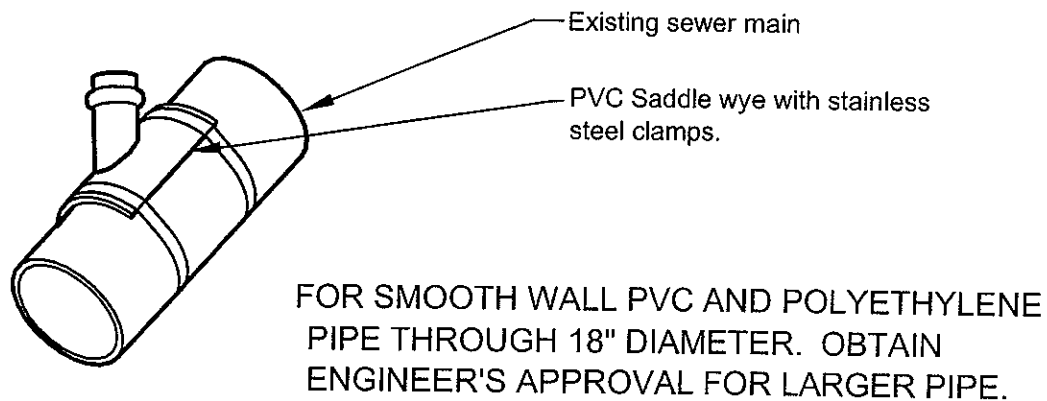 Existing sewer main
PVC Saddle wye with stainless
steel clamps.
FOR SMOOTH WALL PVC AND POLYETHYLENE
PIPE THROUGH 18" DIAMETER. OBTAIN
ENGINEER'S APPROVAL FOR LARGER PIPE.